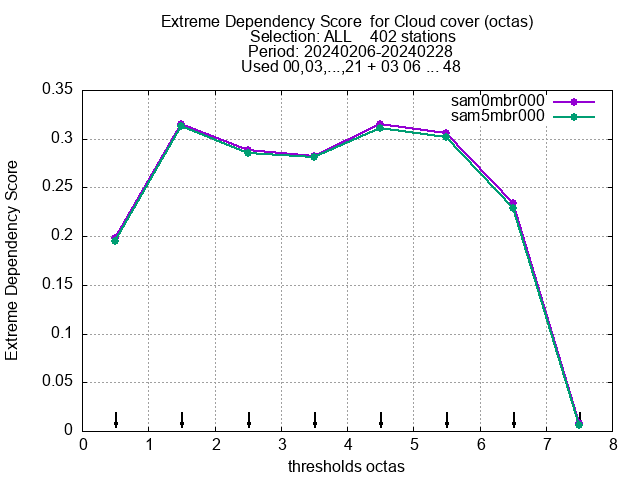 Extreme Dependency Score  for Cloud cover (octas)
Selection: ALL    402 stations
Period: 20240206-20240228
Used 00,03,...,21 + 03 06 ... 48
sam0mbr000
sam5mbr000
0.35
0.3
0.25
0.2
0.15
0.1
0.05
0
Extreme Dependency Score
0 1 2 3 4 5 6 7 8
thresholds octas